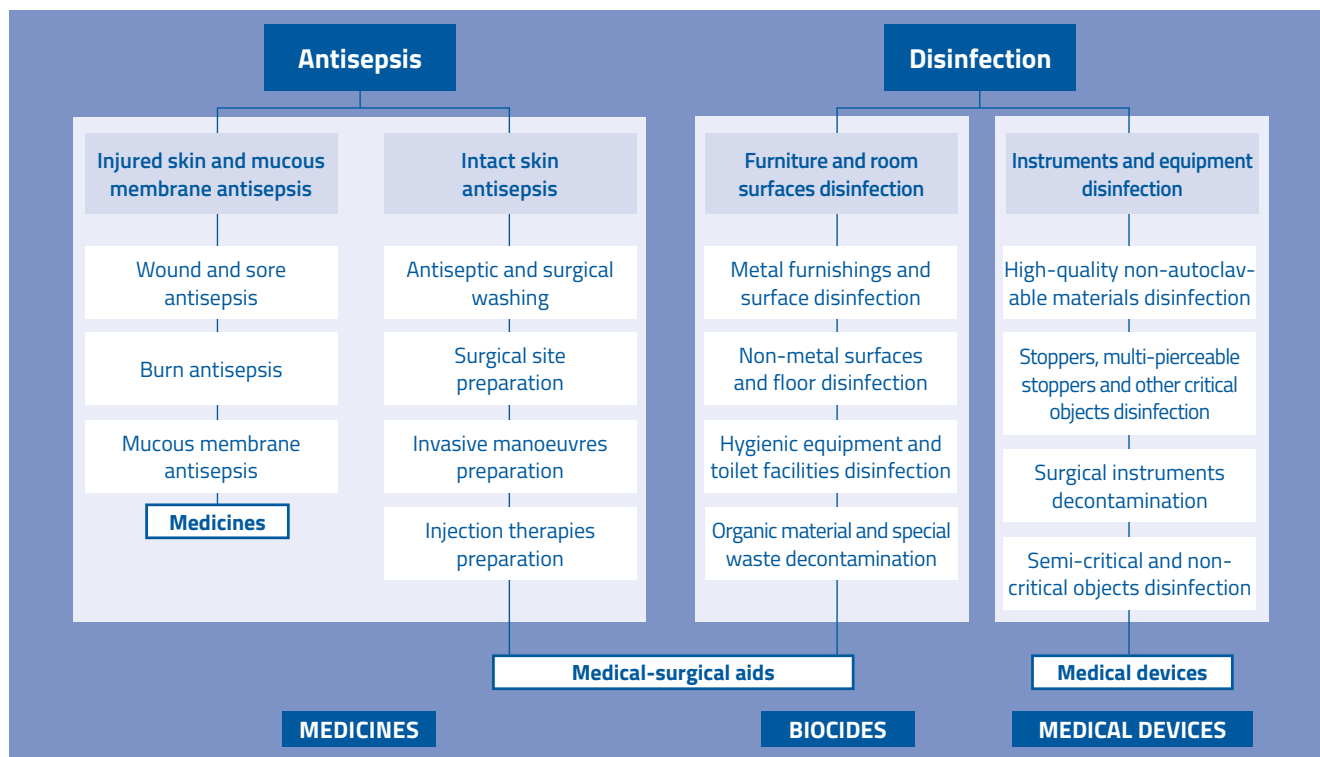 Antisepsis
Injured skin and mucous
membrane antisepsis
Wound and sore
antisepsis
Burn antisepsis
Mucous membrane
antisepsis
Medicines
Intact skin
antisepsis
Antiseptic and surgical
washing
Surgical site
preparation
Invasive manoeuvres
preparation
Injection therapies
preparation
Disinfection
Furniture and room
surfaces disinfection
Metal furnishings and
surface disinfection
Non-metal surfaces
and floor disinfection
Hygienic equipment and
toilet facilities disinfection
Organic material and special
waste decontamination
Instruments and equipment
disinfection
High-quality non-autoclav-
able materials disinfection
Stoppers, multi-pierceable
stoppers and other critical
objects disinfection
Surgical instruments
decontamination
Semi-critical and non-
critical objects disinfection
Medical-surgical aids
Medical devices
MEDICINES
BIOCIDES
MEDICAL DEVICES